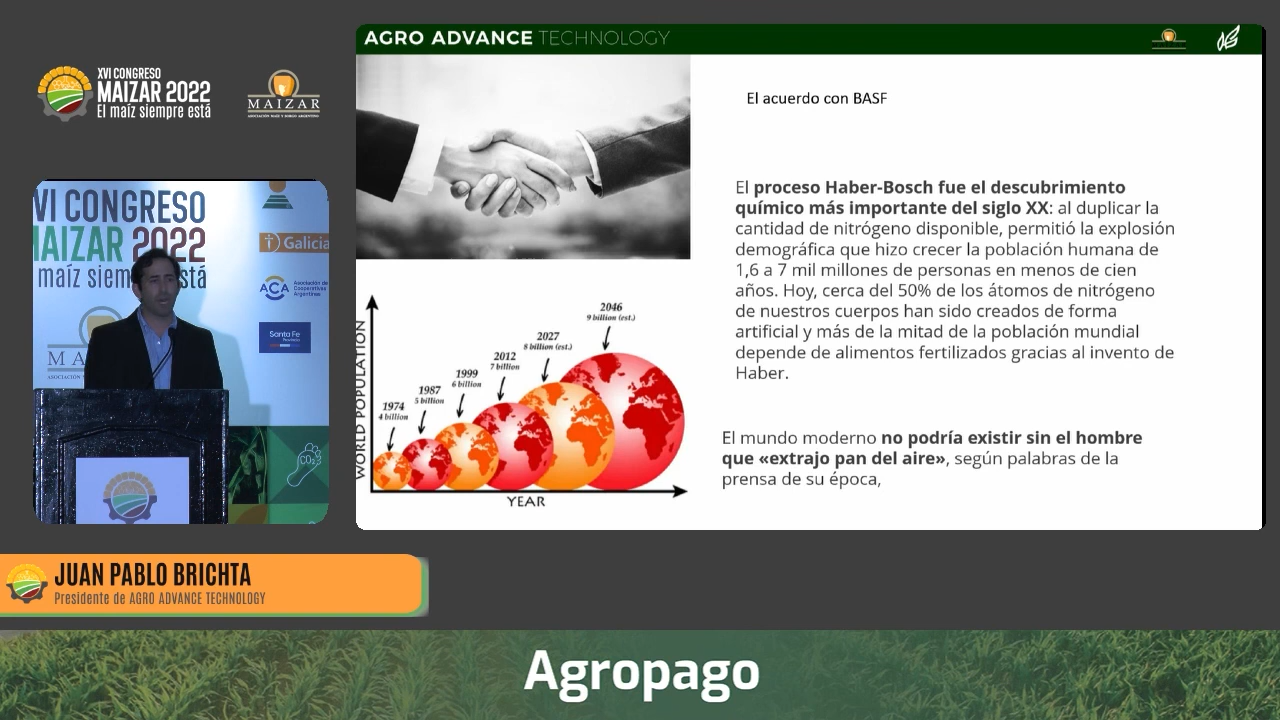 XVI CONGRESO
MAIZAR 2022
El maíz siempre está
MAIZAR
ASOCIACIÓN MAÍZ Y SORGO ARGENTINO
VI CONGRESO
MAIZAR 2022
maíz siem está
Galicia
ACA
Asociación de
Cooperativas
Argentinas
Santa Fe
Provincia
MA
CO2
AGRO ADVANCE TECHNOLOGY
El acuerdo con BASF
El proceso Haber-Bosch fue el descubrimiento
químico más importante del siglo XX: al duplicar la
cantidad de nitrógeno disponible, permitió la explosión
demográfica que hizo crecer la población humana de
1,6 a 7 mil millones de personas en menos de cien
años. Hoy, cerca del 50% de los átomos de nitrógeno
de nuestros cuerpos han sido creados de forma
artificial y más de la mitad de la población mundial
depende de alimentos fertilizados gracias al invento de
Haber.
El mundo moderno no podría existir sin el hombre
que «extrajo pan del aire», según palabras de la
prensa de su época,
WORLD POPULATION
1974
4 billion
1987
5 billion
1999
6 billion
2012
7 billion
2027
8 billion (est.)
2046
9 billion (est.)
YEAR
JUAN PABLO BRICHTA
Presidente de AGRO ADVANCE TECHNOLOGY
Agropago